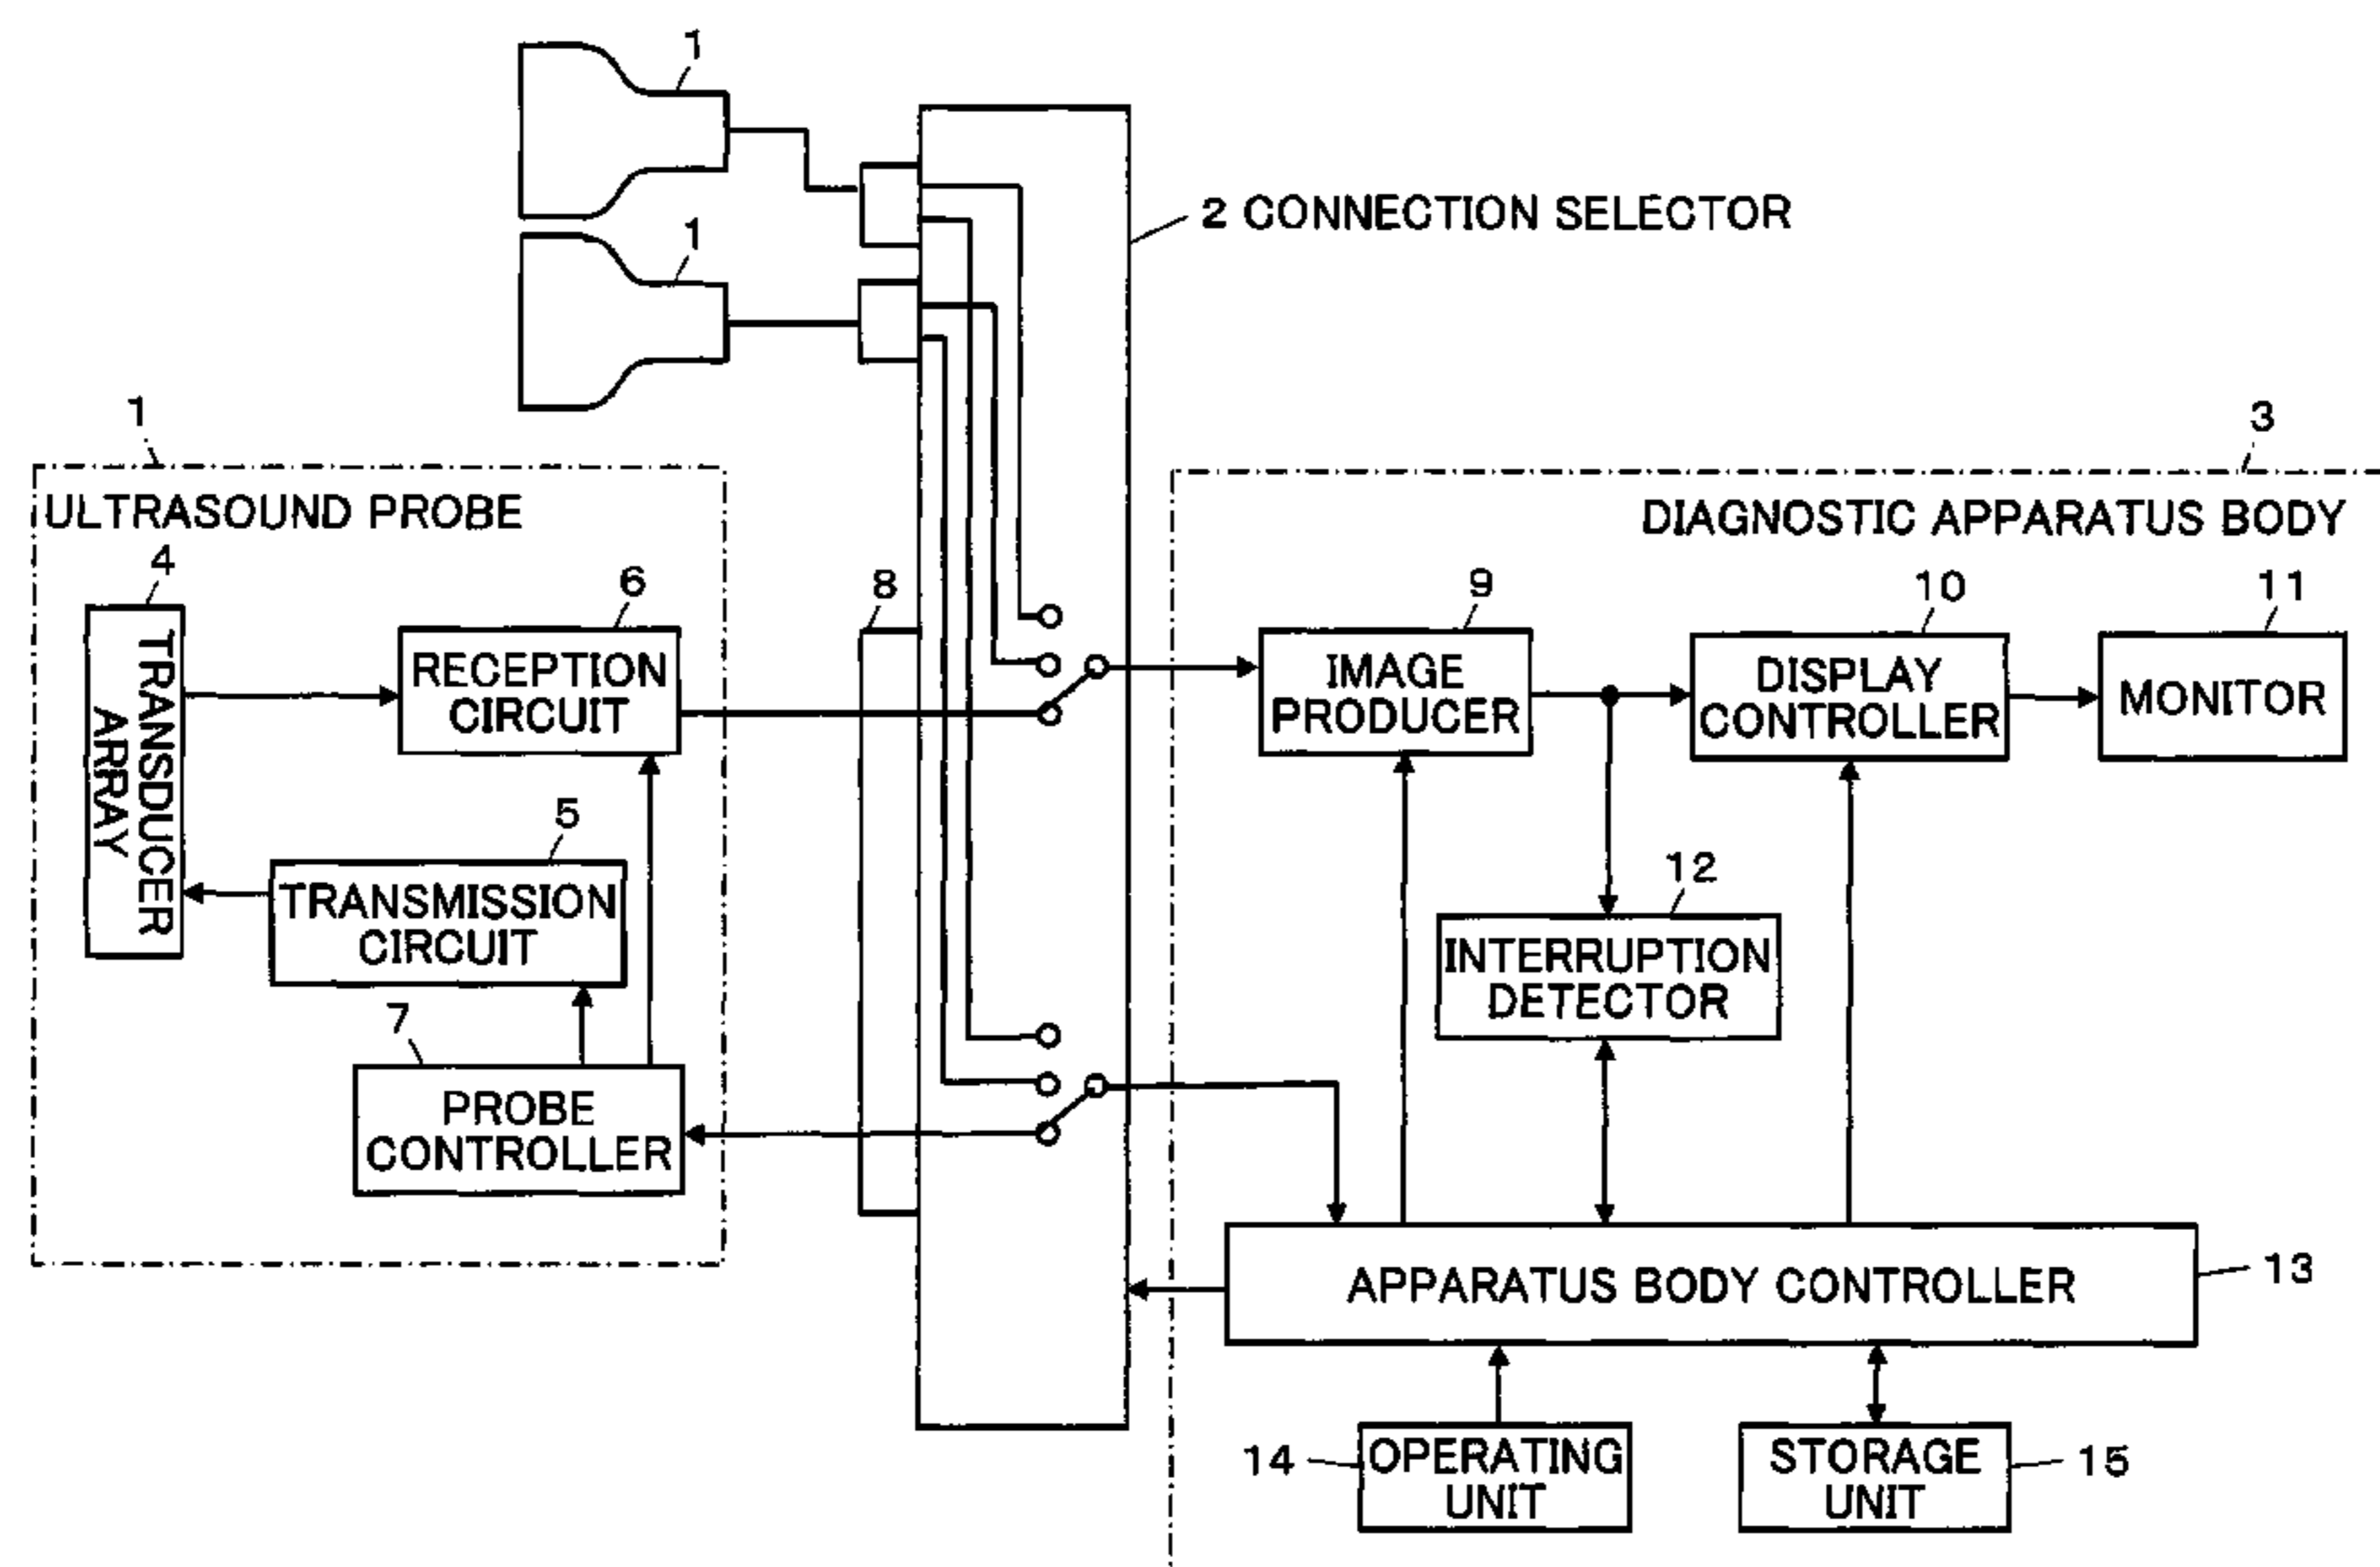 1
2 CONNECTION SELECTOR
1
1
ULTRASOUND PROBE
4
TRANSDUCER
ARRAY
6
RECEPTION
CIRCUIT
5
TRANSMISSION
CIRCUIT
7
PROBE
CONTROLLER
8
3
DIAGNOSTIC APPARATUS BODY
9
IMAGE
PRODUCER
10
DISPLAY
CONTROLLER
11
MONITOR
12
INTERRUPTION
DETECTOR
APPARATUS BODY CONTROLLER
13
14
OPERATING
UNIT
STORAGE
UNIT
15